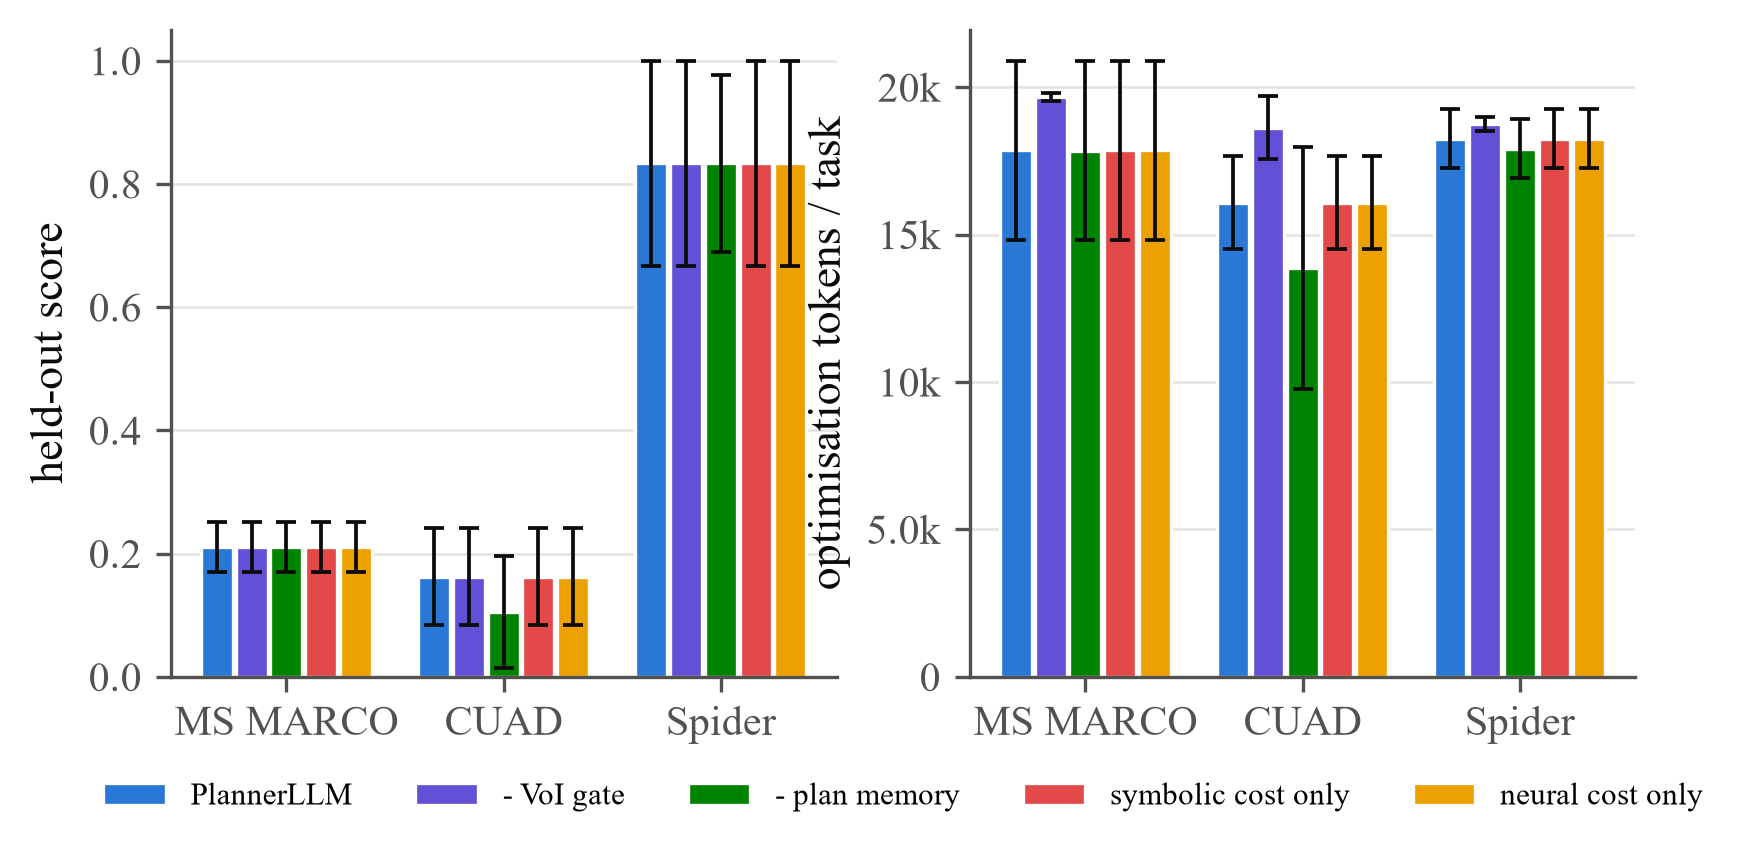 held-out score
1.0
0.8
0.6
0.4
0.2
0.0
MS MARCO
CUAD
Spider
optimisation tokens / task
20k
15k
10k
5.0k
0
MS MARCO
CUAD
Spider
PlannerLLM
- VoI gate
- plan memory
symbolic cost only
neural cost only